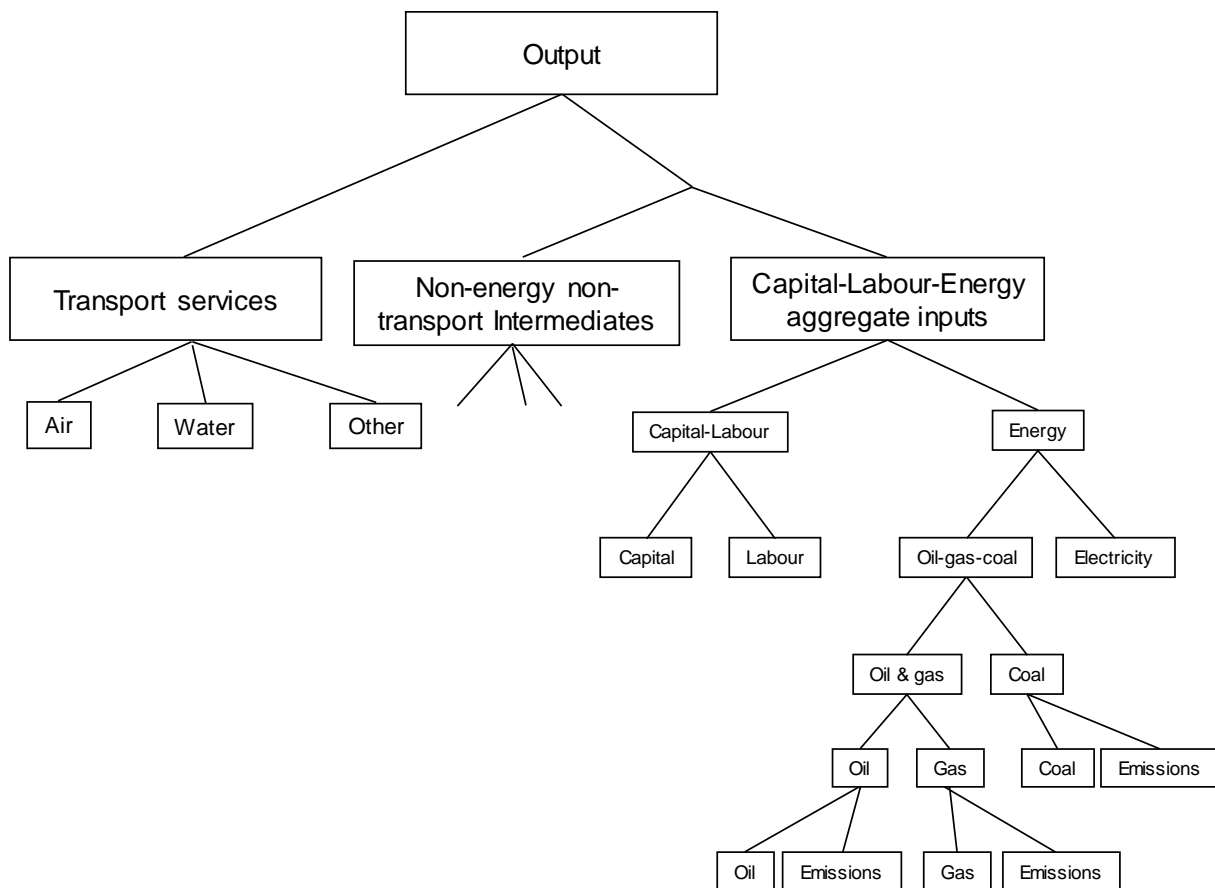 Output
Transport services
Non-energy non-
transport Intermediates
Capital-Labour-Energy
aggregate inputs
Air
Water
Other
Capital-Labour
Energy
Capital
Labour
Oil-gas-coal
Electricity
Oil & gas
Coal
Oil
Gas
Coal
Emissions
Oil
Emissions
Gas
Emissions